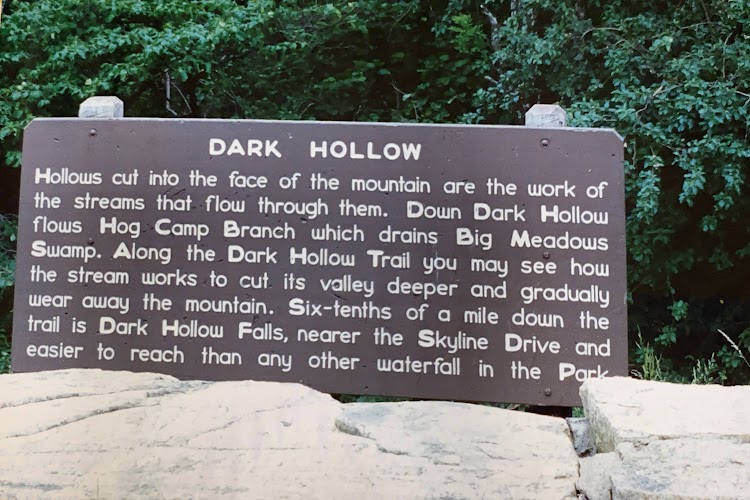 DARK HOLLOW
Hollows cut into the face of the mountain are the work of
the streams that flow through them. Down Dark Hollow
flows Hog Camp Branch which drains Big Meadows
Swamp. Along the Dark Hollow Trail you may see how
the stream works to cut its valley deeper and gradually
wear away the mountain. Six-tenths of a mile down the
trail is Dark Hollow Falls, nearer the Skyline Drive and
easier to reach than any other waterfall in the Park